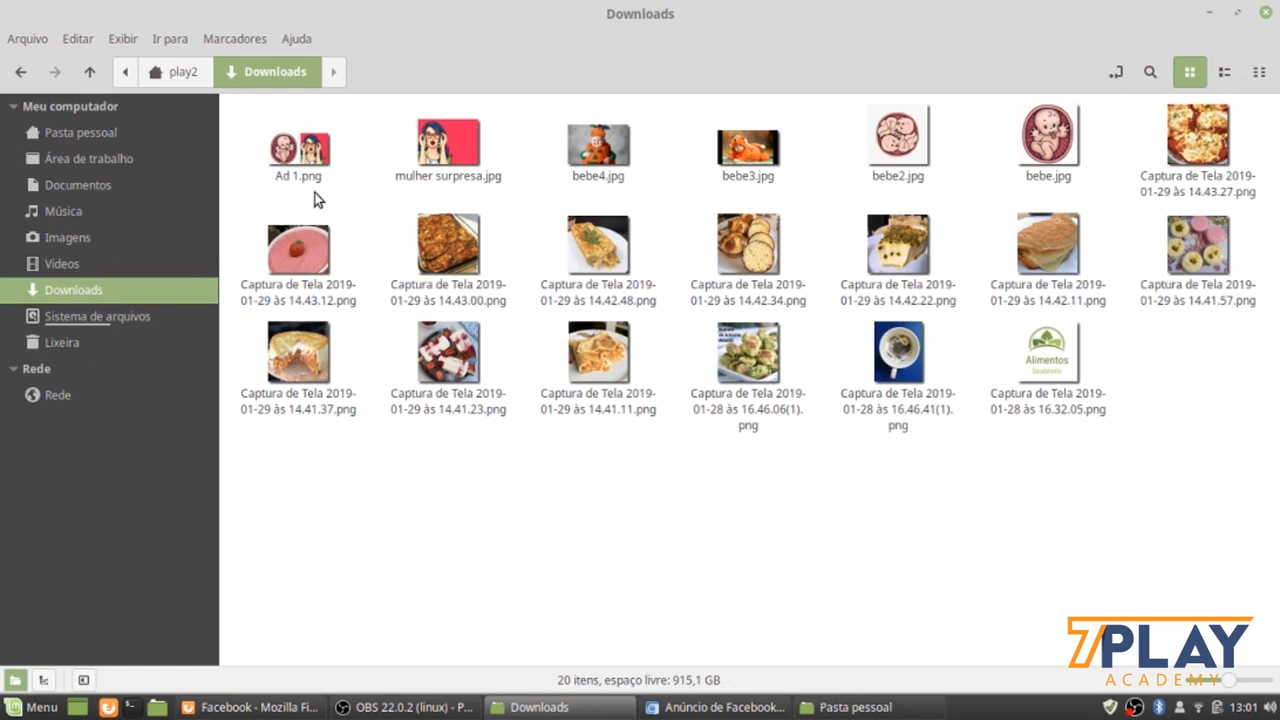 Downloads
Arquivo Editar Exibir Ir para Marcadores Ajuda
play2 Downloads
Meu computador
Pasta pessoal
Área de trabalho
Documentos
Música
Imagens
Vídeos
Downloads
Sistema de arquivos
Lixeira
Rede
Rede
Ad 1.png
mulher surpresa.jpg
bebe4.jpg
bebe3.jpg
bebe2.jpg
bebe.jpg
Captura de Tela 2019-
01-29 às 14.43.27.png
Captura de Tela 2019-
01-29 às 14.43.12.png
Captura de Tela 2019-
01-29 às 14.43.00.png
Captura de Tela 2019-
01-29 às 14.42.48.png
Captura de Tela 2019-
01-29 às 14.42.34.png
Captura de Tela 2019-
01-29 às 14.42.22.png
Captura de Tela 2019-
01-29 às 14.42.11.png
Captura de Tela 2019-
01-29 às 14.41.57.png
Captura de Tela 2019-
01-29 às 14.41.37.png
Captura de Tela 2019-
01-29 às 14.41.23.png
Captura de Tela 2019-
01-29 às 14.41.11.png
Captura de Tela 2019-
01-28 às 16.46.06(1).
png
Captura de Tela 2019-
01-28 às 16.46.41(1).
png
Alimentos
Saudáveis
Captura de Tela 2019-
01-28 às 16.32.05.png
7PLAY
ACADEMY
20 itens, espaço livre: 915,1 GB
Menu Facebook - Mozilla Fi... OBS 22.0.2 (linux) - P... Downloads Anúncio de Facebook... Pasta pessoal 13:01